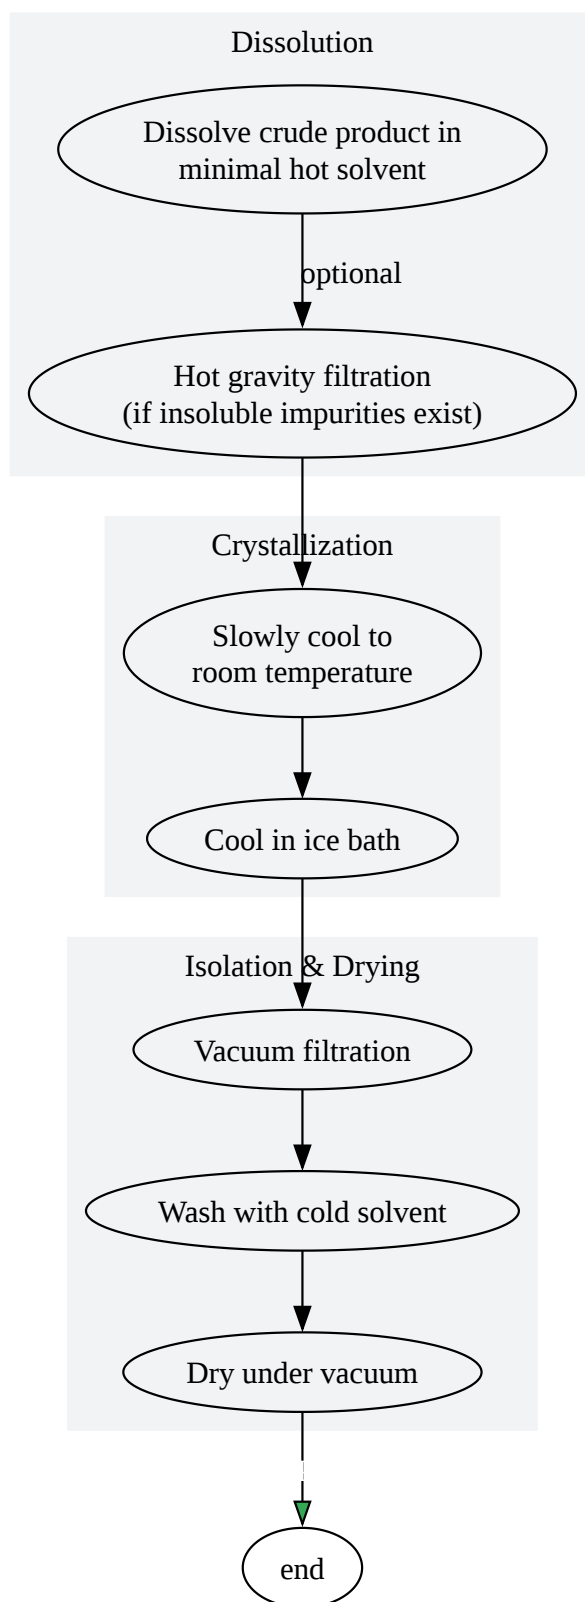 Dissolution
Dissolve crude product in
minimal hot solvent
optional
Hot gravity filtration
(if insoluble impurities exist)
Crystallization
Slowly cool to
room temperature
Cool in ice bath
Isolation & Drying
Vacuum filtration
Wash with cold solvent
Dry under vacuum
end